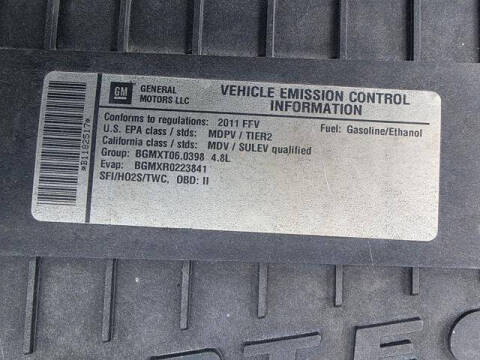 GM GENERAL MOTORS LLC
VEHICLE EMISSION CONTROL
INFORMATION
Conforms to regulations: 2011 FFV Fuel: Gasoline/Ethanol
U.S. EPA class / stds: MDPV / TIER2
California class / stds: MDV / SULEV qualified
Group: BGMXT06.0398 4.8L
Evap: BGMXR0223841
SFI/HO2S/TWC, OBD: II
*B1182517*